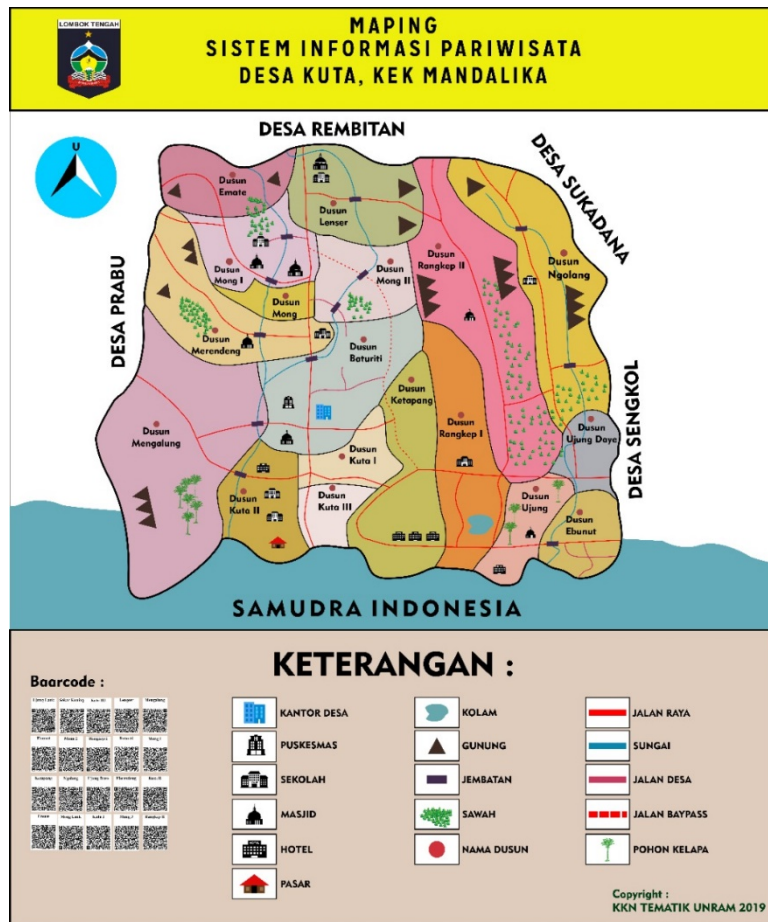 LOMBOK TENGAH
MAPING
SISTEM INFORMASI PARIWISATA
DESA KUTA, KEK MANDALIKA
U
DESA REMBITAN
DESA SUKADANA
DESA PRABU
DESA SENGKOL
Dusun
Emate
Dusun
Lenser
Dusun
Mong I
Dusun
Mong II
Dusun
Rangkep II
Dusun
Ngolang
Dusun
Mong
Dusun
Merendeng
Dusun
Baturiti
Dusun
Ketapang
Dusun
Mengalung
Dusun
Rangkep I
Dusun
Ujung Daye
Dusun
Kuta I
Dusun
Kuta II
Dusun
Kuta III
Dusun
Ujung
Dusun
Ebunut
SAMUDRA INDONESIA
KETERANGAN :
Baarcode :
KANTOR DESA
PUSKESMAS
SEKOLAH
MASJID
HOTEL
PASAR
KOLAM
GUNUNG
JEMBATAN
SAWAH
NAMA DUSUN
JALAN RAYA
SUNGAI
JALAN DESA
JALAN BAYPASS
POHON KELAPA
Copyright :
KKN TEMATIK UNRAM 2019